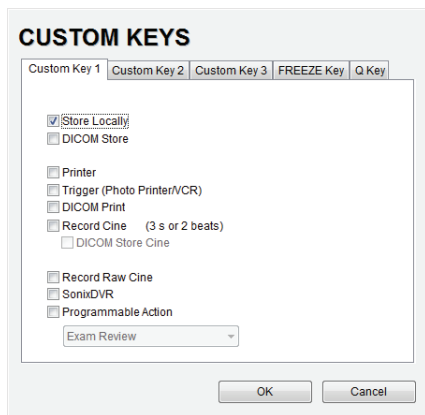 CUSTOM KEYS
Custom Key 1 Custom Key 2 Custom Key 3 FREEZE Key Q Key
Store Locally
DICOM Store
Printer
Trigger (Photo Printer/VCR)
DICOM Print
Record Cine (3 s or 2 beats)
DICOM Store Cine
Record Raw Cine
SonixDVR
Programmable Action
Exam Review
OK Cancel